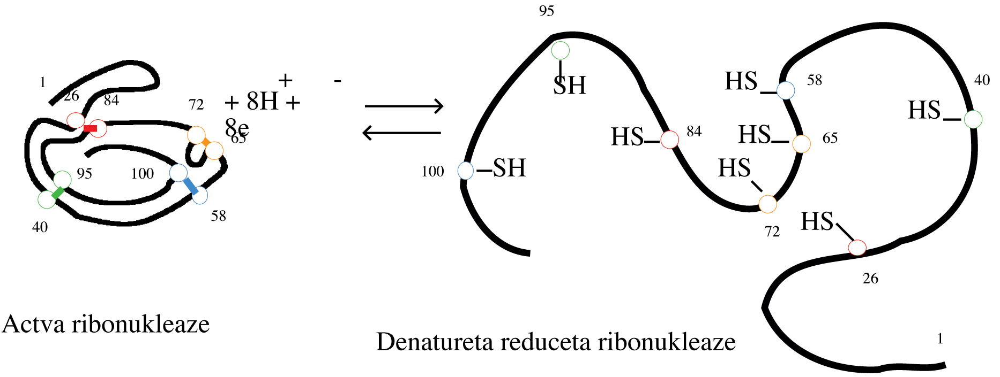 1
26
84
72
+ -
+ 8H +
8e
65
95
100
40
58
Actva ribonukleaze
95
SH
HS
58
40
HS
HS
84
HS
65
HS
100
SH
HS
72
26
1
Denatureta reduceta ribonukleaze